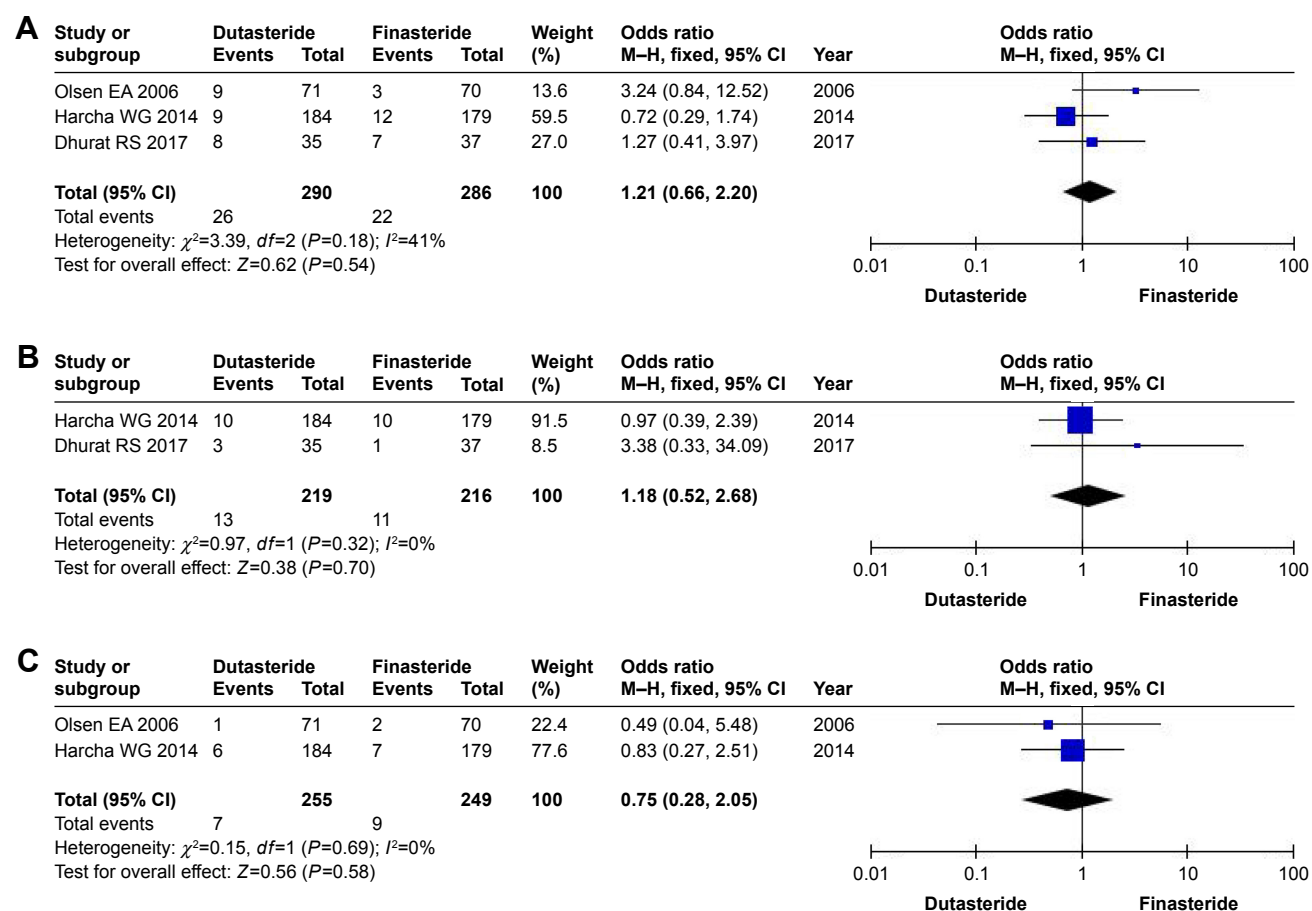 A
Study or subgroup Dutasteride Events Total Finasteride Events Total Weight (%) Odds ratio M–H, fixed, 95% CI Year Odds ratio M–H, fixed, 95% CI
Olsen EA 2006 9 71 3 70 13.6 3.24 (0.84, 12.52) 2006
Harcha WG 2014 9 184 12 179 59.5 0.72 (0.29, 1.74) 2014
Dhurat RS 2017 8 35 7 37 27.0 1.27 (0.41, 3.97) 2017
Total (95% CI) 290 286 100 1.21 (0.66, 2.20)
Total events 26 22
Heterogeneity: χ²=3.39, df=2 (P=0.18); I²=41%
Test for overall effect: Z=0.62 (P=0.54)
0.01 0.1 1 10 100
Dutasteride Finasteride
B
Study or subgroup Dutasteride Events Total Finasteride Events Total Weight (%) Odds ratio M–H, fixed, 95% CI Year Odds ratio M–H, fixed, 95% CI
Harcha WG 2014 10 184 10 179 91.5 0.97 (0.39, 2.39) 2014
Dhurat RS 2017 3 35 1 37 8.5 3.38 (0.33, 34.09) 2017
Total (95% CI) 219 216 100 1.18 (0.52, 2.68)
Total events 13 11
Heterogeneity: χ²=0.97, df=1 (P=0.32); I²=0%
Test for overall effect: Z=0.38 (P=0.70)
0.01 0.1 1 10 100
Dutasteride Finasteride
C
Study or subgroup Dutasteride Events Total Finasteride Events Total Weight (%) Odds ratio M–H, fixed, 95% CI Year Odds ratio M–H, fixed, 95% CI
Olsen EA 2006 1 71 2 70 22.4 0.49 (0.04, 5.48) 2006
Harcha WG 2014 6 184 7 179 77.6 0.83 (0.27, 2.51) 2014
Total (95% CI) 255 249 100 0.75 (0.28, 2.05)
Total events 7 9
Heterogeneity: χ²=0.15, df=1 (P=0.69); I²=0%
Test for overall effect: Z=0.56 (P=0.58)
0.01 0.1 1 10 100
Dutasteride Finasteride